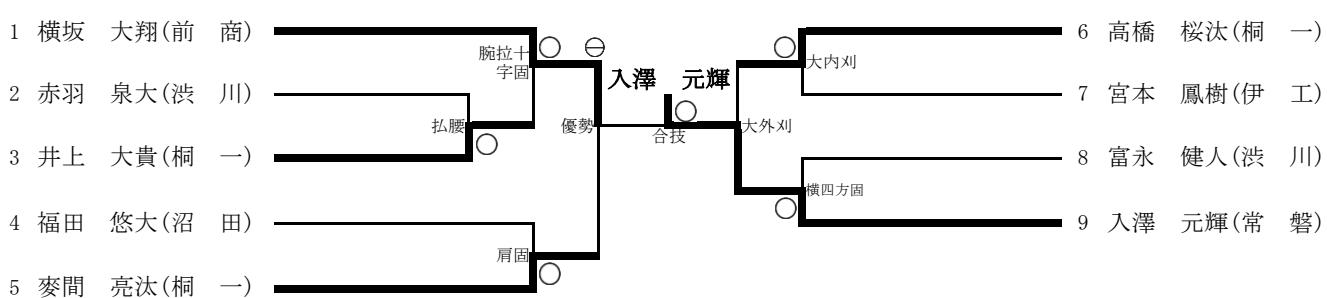 1 横坂 大翔(前 商)
2 赤羽 泉大(渋 川)
3 井上 大貴(桐 一)
4 福田 悠大(沼 田)
5 麥間 亮汰(桐 一)
腕拉十
字固
払腰
肩固
優勢
入澤 元輝
合技
大内刈
大外刈
横四方固
6 高橋 桜汰(桐 一)
7 宮本 鳳樹(伊 工)
8 富永 健人(渋 川)
9 入澤 元輝(常 磐)